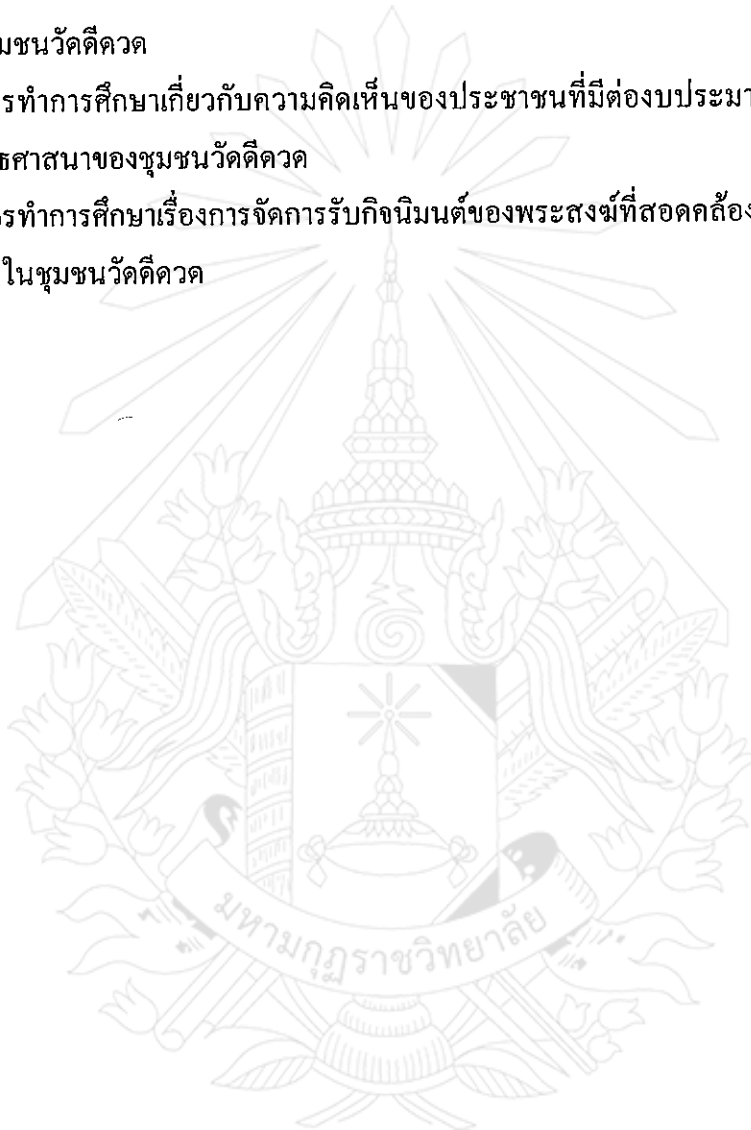 มชนวัดดีดวด
รทำการศึกษาเกี่ยวกับความคิดเห็นของประชาชนที่มีต่องบประมา
ธศาสนาของชุมชนวัดดีดวด
รทำการศึกษาเรื่องการจัดการรับกิจนิมนต์ของพระสงฆ์ที่สอดคล้อง
ในชุมชนวัดดีดวด
มหามกุฏราชวิทยาลัย